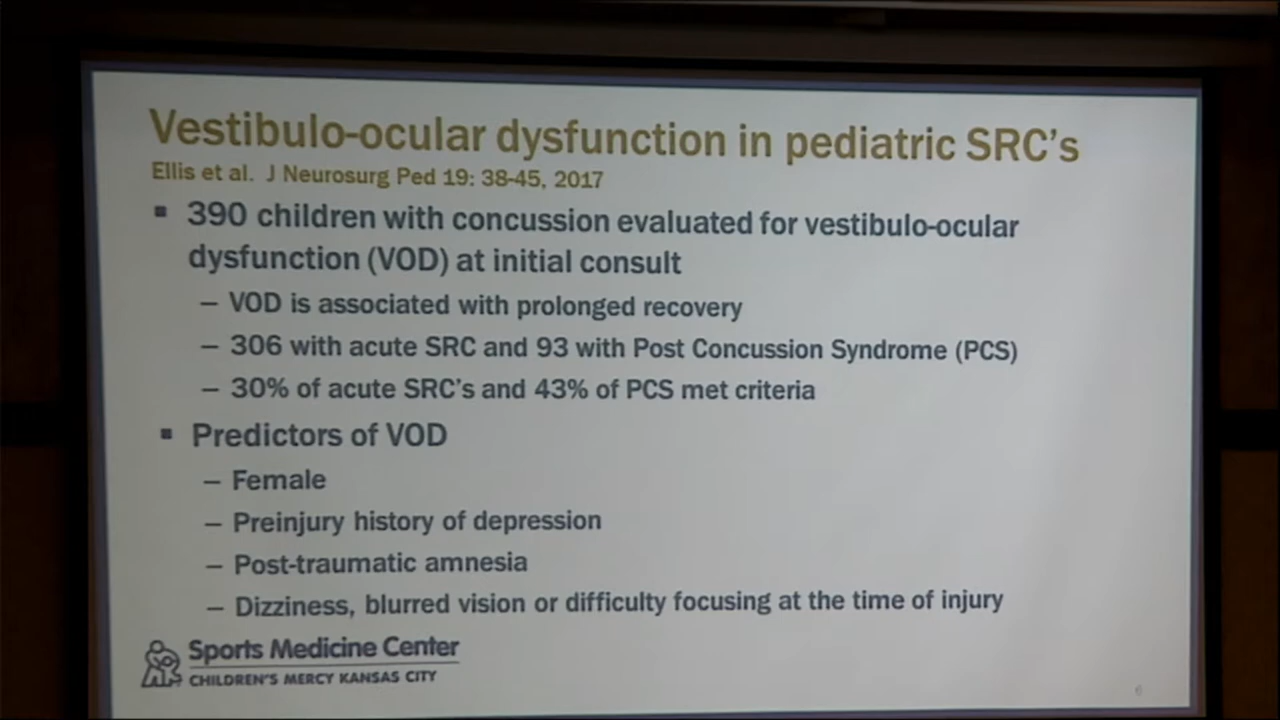 Vestibulo-ocular dysfunction in pediatric SRC's
Ellis et al. J Neurosurg Ped 19: 38-45, 2017
▪ 390 children with concussion evaluated for vestibulo-ocular
dysfunction (VOD) at initial consult
– VOD is associated with prolonged recovery
– 306 with acute SRC and 93 with Post Concussion Syndrome (PCS)
– 30% of acute SRC's and 43% of PCS met criteria
▪ Predictors of VOD
– Female
– Preinjury history of depression
– Post-traumatic amnesia
– Dizziness, blurred vision or difficulty focusing at the time of injury
Sports Medicine Center
CHILDREN'S MERCY KANSAS CITY
6